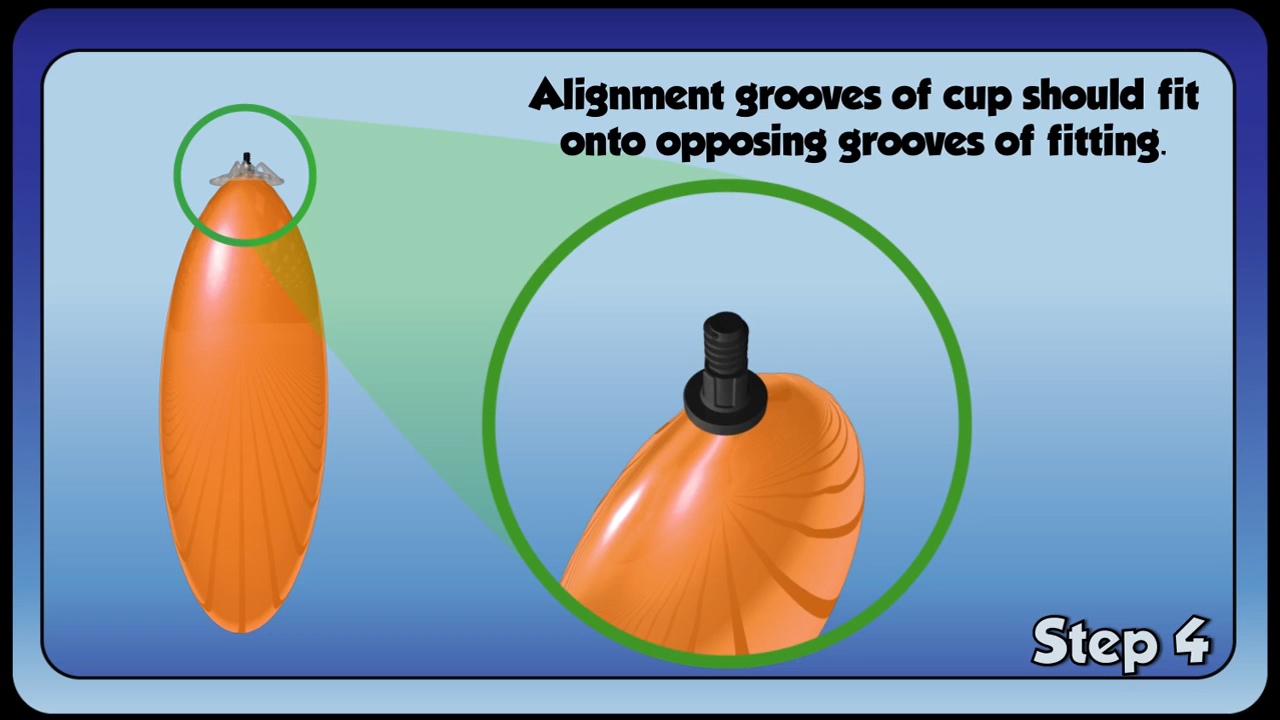 Alignment grooves of cup should fit
onto opposing grooves of fitting.
Step 4